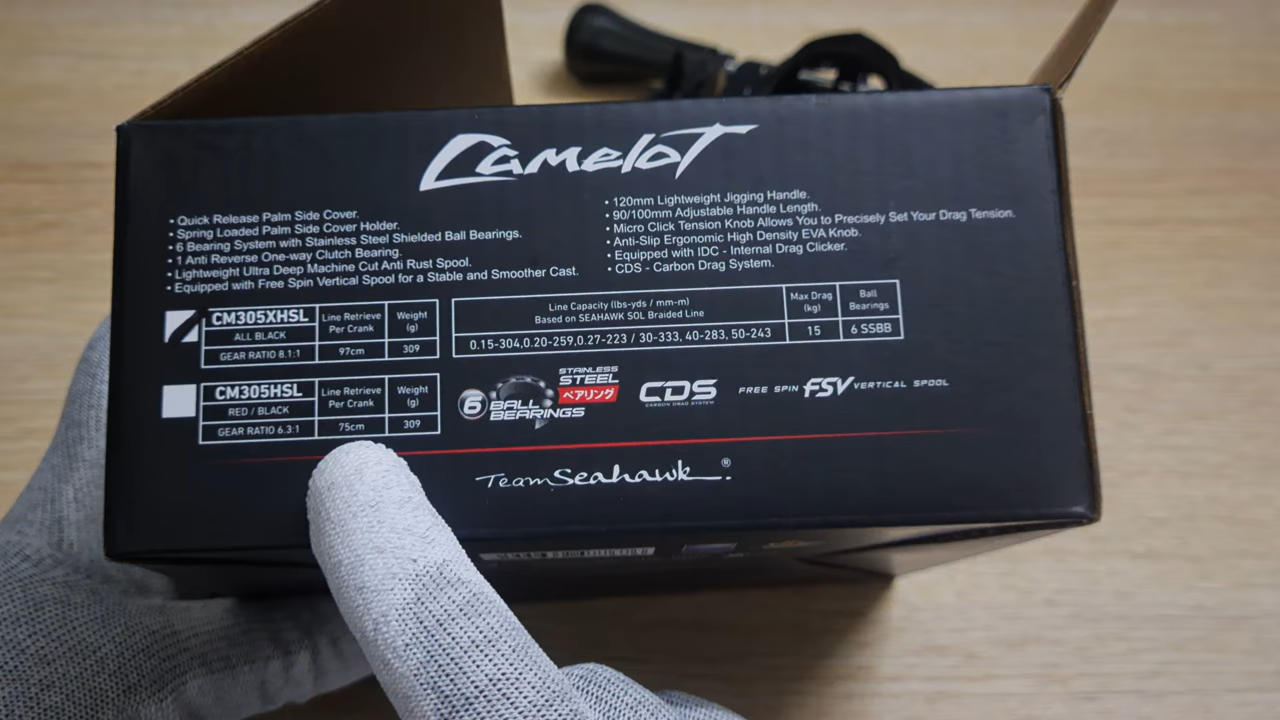 CameloT
• Quick Release Palm Side Cover.
• Spring Loaded Palm Side Cover Holder.
• 6 Bearing System with Stainless Steel Shielded Ball Bearings.
• 1 Anti Reverse One-way Clutch Bearing.
• Lightweight Ultra Deep Machine Cut Anti Rust Spool.
• Equipped with Free Spin Vertical Spool for a Stable and Smoother Cast.
• 120mm Lightweight Jigging Handle.
• 90/100mm Adjustable Handle Length.
• Micro Click Tension Knob Allows You to Precisely Set Your Drag Tension.
• Anti-Slip Ergonomic High Density EVA Knob.
• Equipped with IDC - Internal Drag Clicker.
• CDS - Carbon Drag System.
CM305XHSL
ALL BLACK
GEAR RATIO 8.1:1
Line Retrieve
Per Crank
97cm
Weight
(g)
309
Line Capacity (lbs-yds / mm-m)
Based on SEAHAWK SOL Braided Line
0.15-304,0.20-259,0.27-223 / 30-333, 40-283, 50-243
Max Drag
(kg)
15
Ball
Bearings
6 SSBB
CM305HSL
RED / BLACK
GEAR RATIO 6.3:1
Line Retrieve
Per Crank
75cm
Weight
(g)
309
6 BALL
BEARINGS
STAINLESS
STEEL
ベアリング
CDS
CARBON DRAG SYSTEM
FREE SPIN FSV VERTICAL SPOOL
TeamSeahawk®